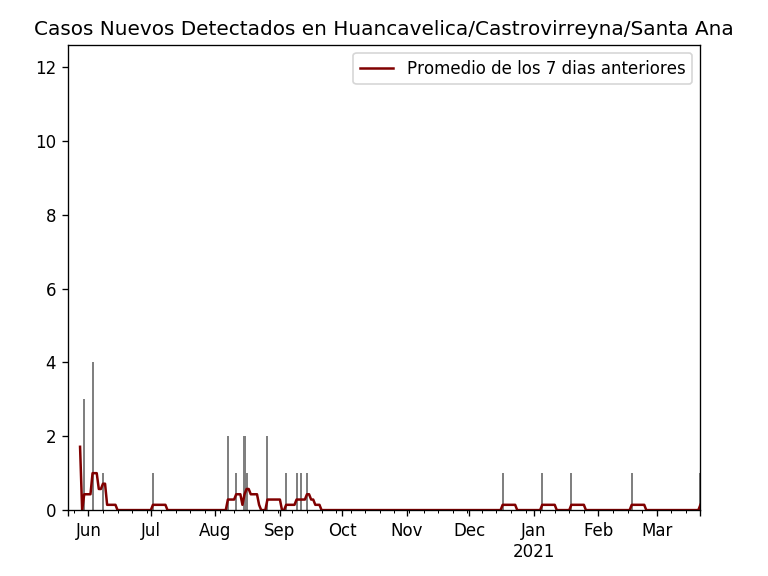 Casos Nuevos Detectados en Huancavelica/Castrovirreyna/Santa Ana
Promedio de los 7 dias anteriores
12
10
8
6
4
2
0
Jun Jul Aug Sep Oct Nov Dec Jan Feb Mar
2021